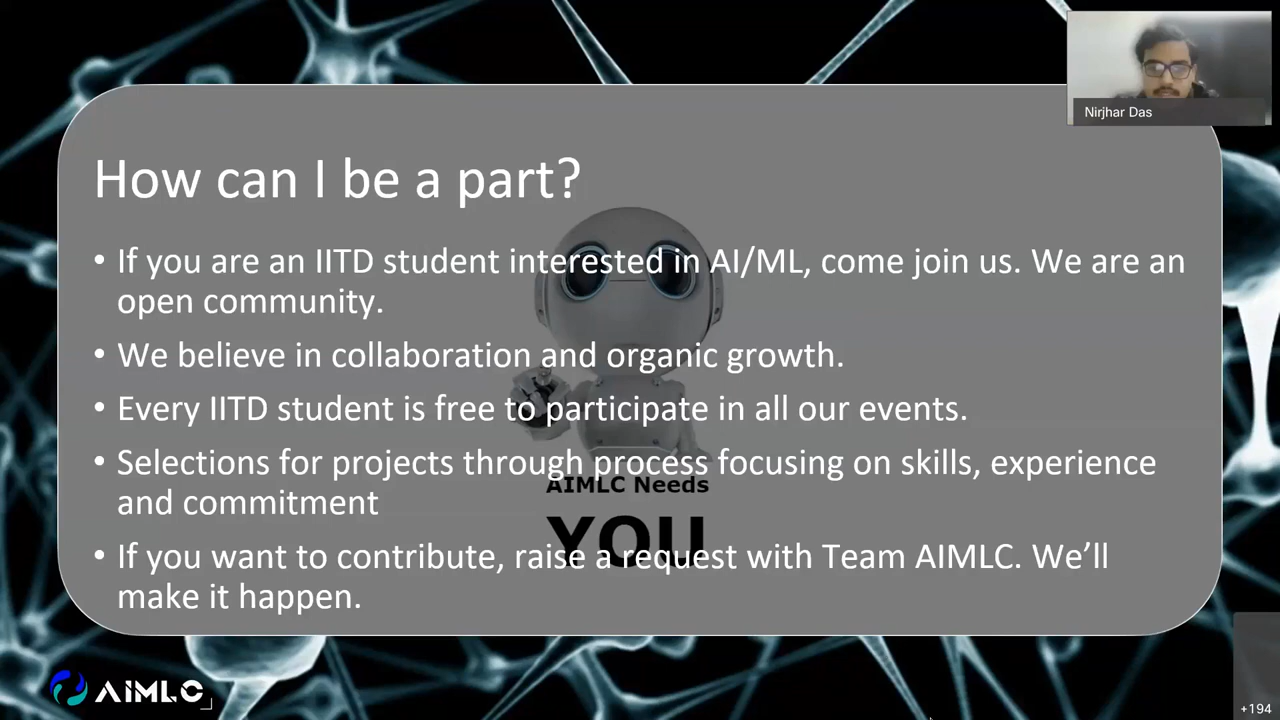 Nirjhar Das
How can I be a part?
• If you are an IITD student interested in AI/ML, come join us. We are an
open community.
• We believe in collaboration and organic growth.
• Every IITD student is free to participate in all our events.
• Selections for projects through process focusing on skills, experience
and commitment
AIMLC Needs
YOU
• If you want to contribute, raise a request with Team AIMLC. We’ll
make it happen.
AIMLC
+194